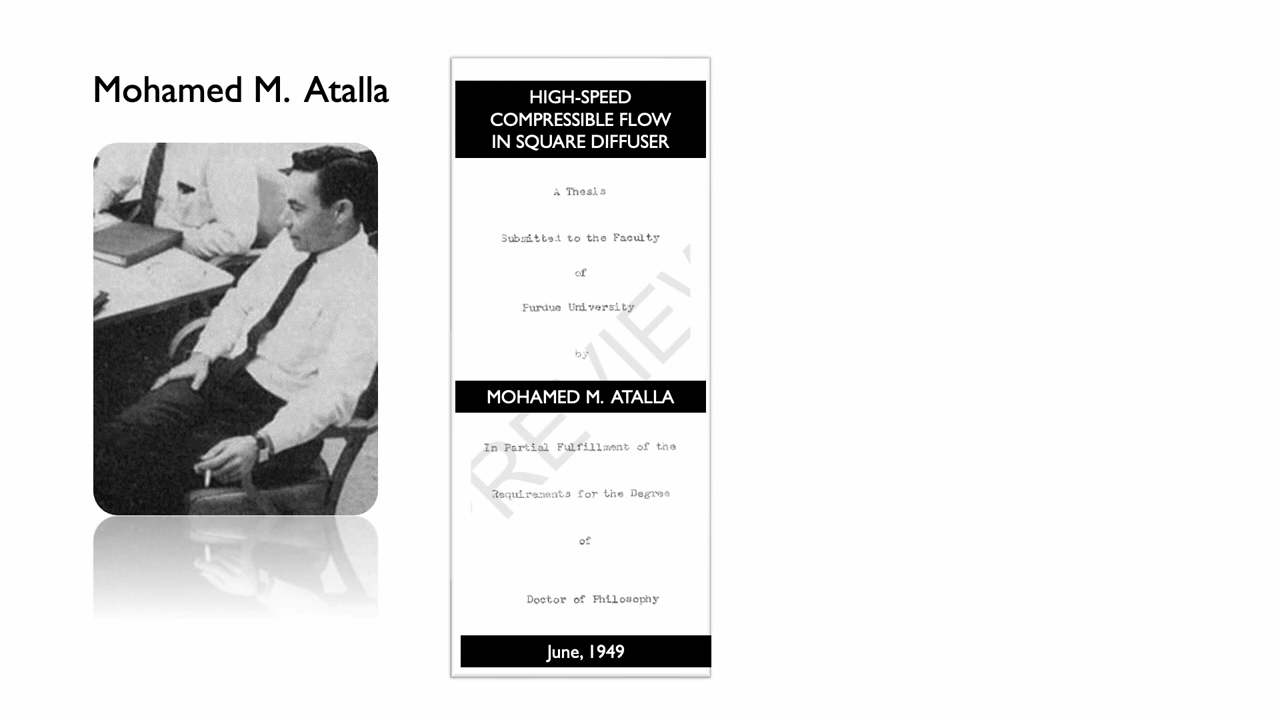 Mohamed M. Atalla
HIGH-SPEED
COMPRESSIBLE FLOW
IN SQUARE DIFFUSER
A Thesis
Submitted to the Faculty
of
Purdue University
by
MOHAMED M. ATALLA
In Partial Fulfillment of the
Requirements for the Degree
of
Doctor of Philosophy
June, 1949
PREVIEW